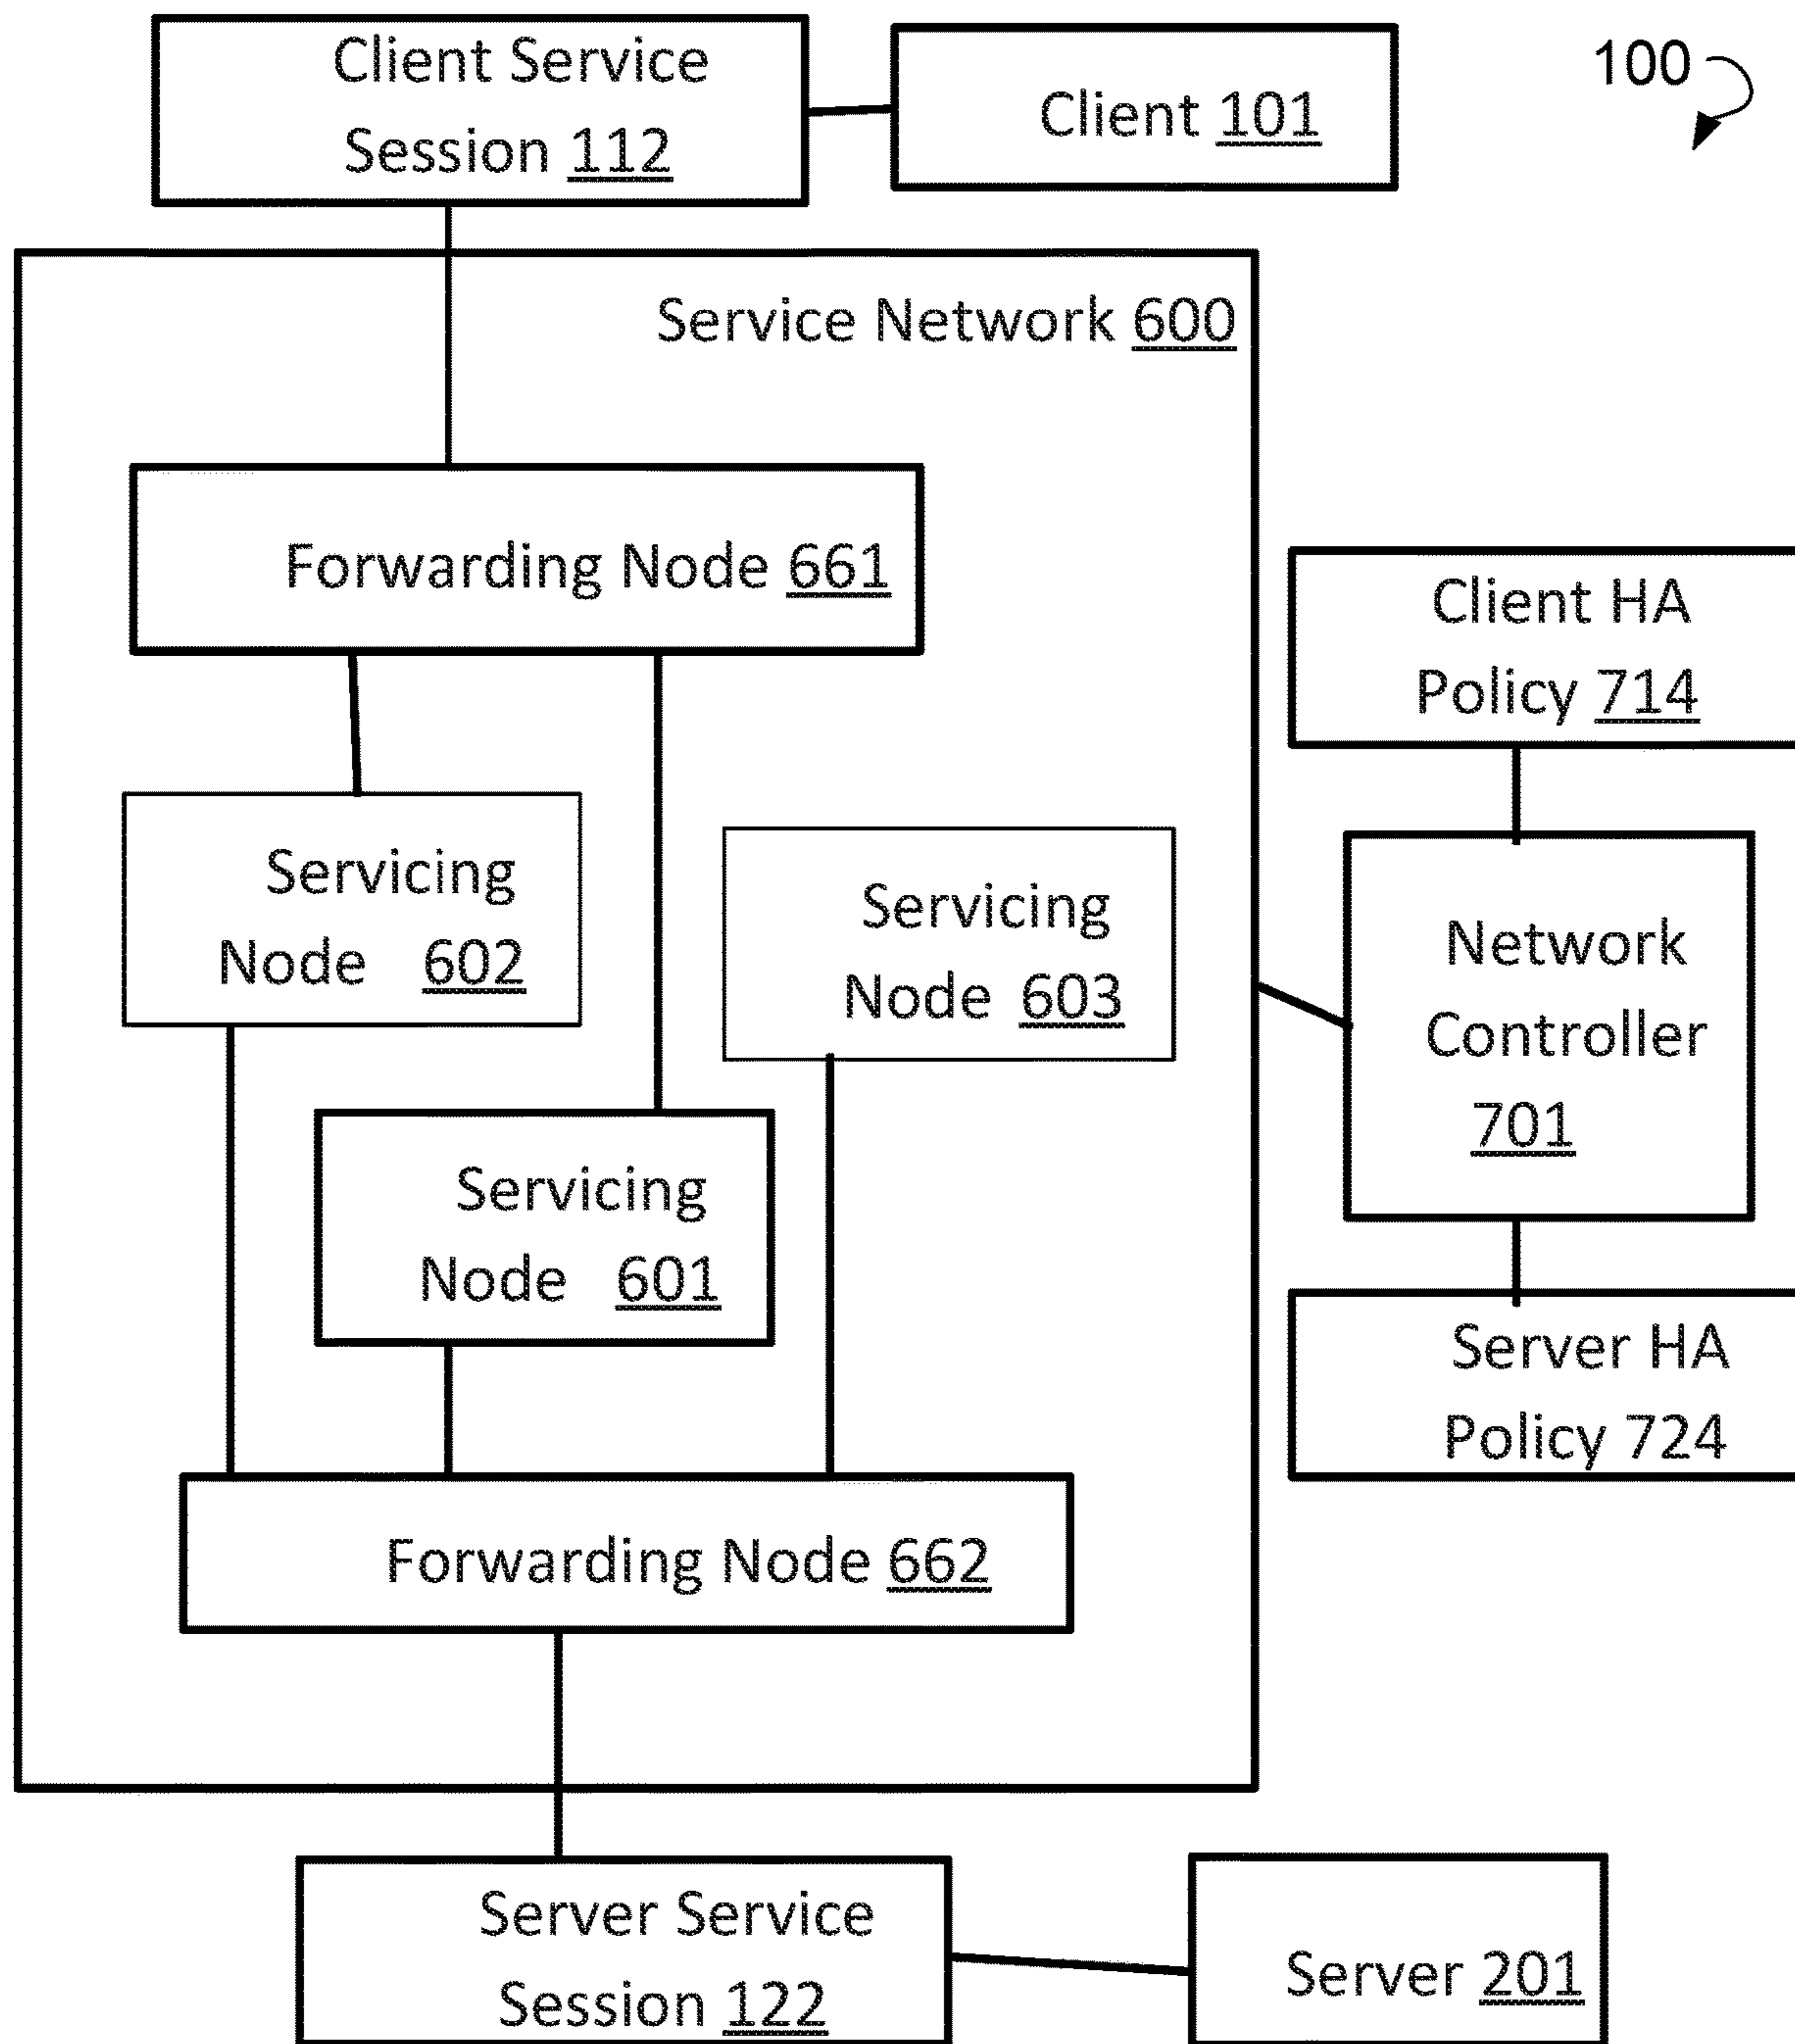 Client Service
Session 112
Client 101
100
Service Network 600
Forwarding Node 661
Client HA
Policy 714
Servicing
Node 602
Servicing
Node 603
Network
Controller
701
Servicing
Node 601
Server HA
Policy 724
Forwarding Node 662
Server Service
Session 122
Server 201